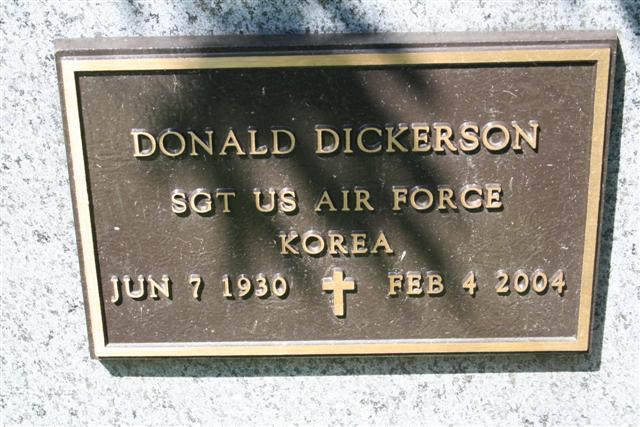 DONALD DICKERSON
SGT US AIR FORCE
KOREA
JUN 7 1930 FEB 4 2004